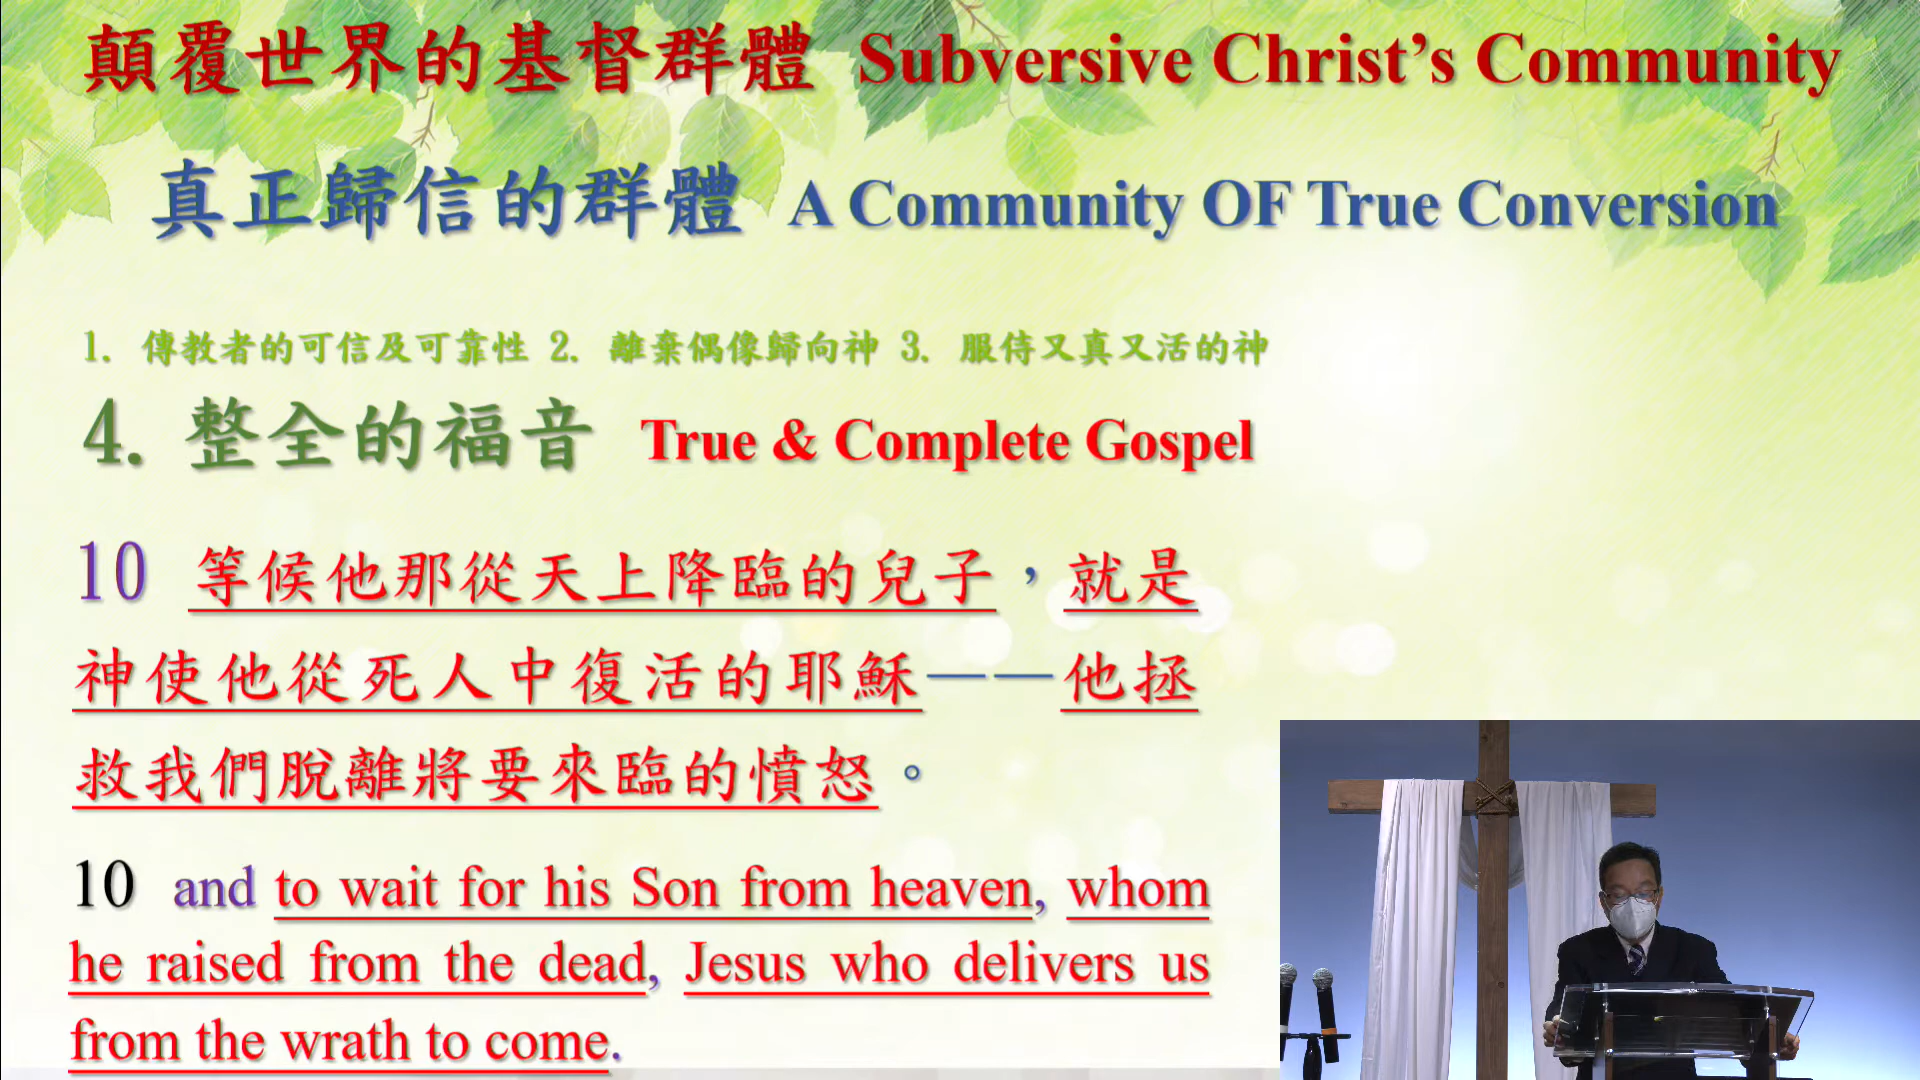 顛覆世界的基督群體 Subversive Christ’s Community
真正歸信的群體 A Community OF True Conversion
1. 傳教者的可信及可靠性 2. 離棄偶像歸向神 3. 服侍又真又活的神
4. 整全的福音 True & Complete Gospel
10 等候他那從天上降臨的兒子，就是
神使他從死人中復活的耶穌——他拯
救我們脫離將要來臨的憤怒。
10 and to wait for his Son from heaven, whom
he raised from the dead, Jesus who delivers us
from the wrath to come.